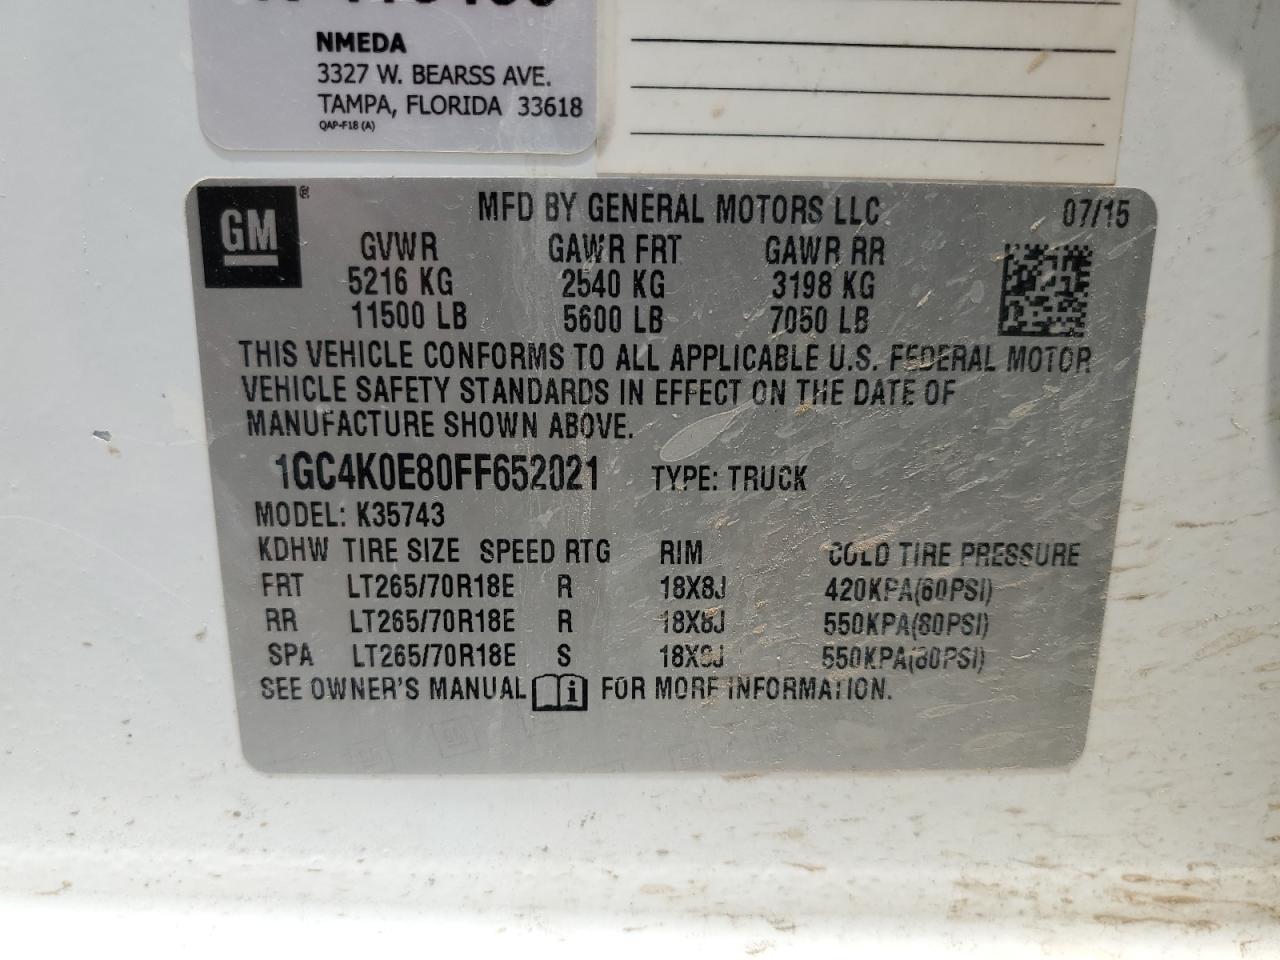 NMEDA
3327 W. BEARSS AVE.
TAMPA, FLORIDA 33618
QAP-F18 (A)
GM ®
MFD BY GENERAL MOTORS LLC 07/15
GVWR GAWR FRT GAWR RR
5216 KG 2540 KG 3198 KG
11500 LB 5600 LB 7050 LB
THIS VEHICLE CONFORMS TO ALL APPLICABLE U.S. FEDERAL MOTOR
VEHICLE SAFETY STANDARDS IN EFFECT ON THE DATE OF
MANUFACTURE SHOWN ABOVE.
1GC4K0E80FF652021 TYPE: TRUCK
MODEL: K35743
KDHW TIRE SIZE SPEED RTG RIM COLD TIRE PRESSURE
FRT LT265/70R18E R 18X8J 420KPA(60PSI)
RR LT265/70R18E R 18X8J 550KPA(80PSI)
SPA LT265/70R18E S 18X8J 550KPA(80PSI)
SEE OWNER'S MANUAL i FOR MORE INFORMATION.